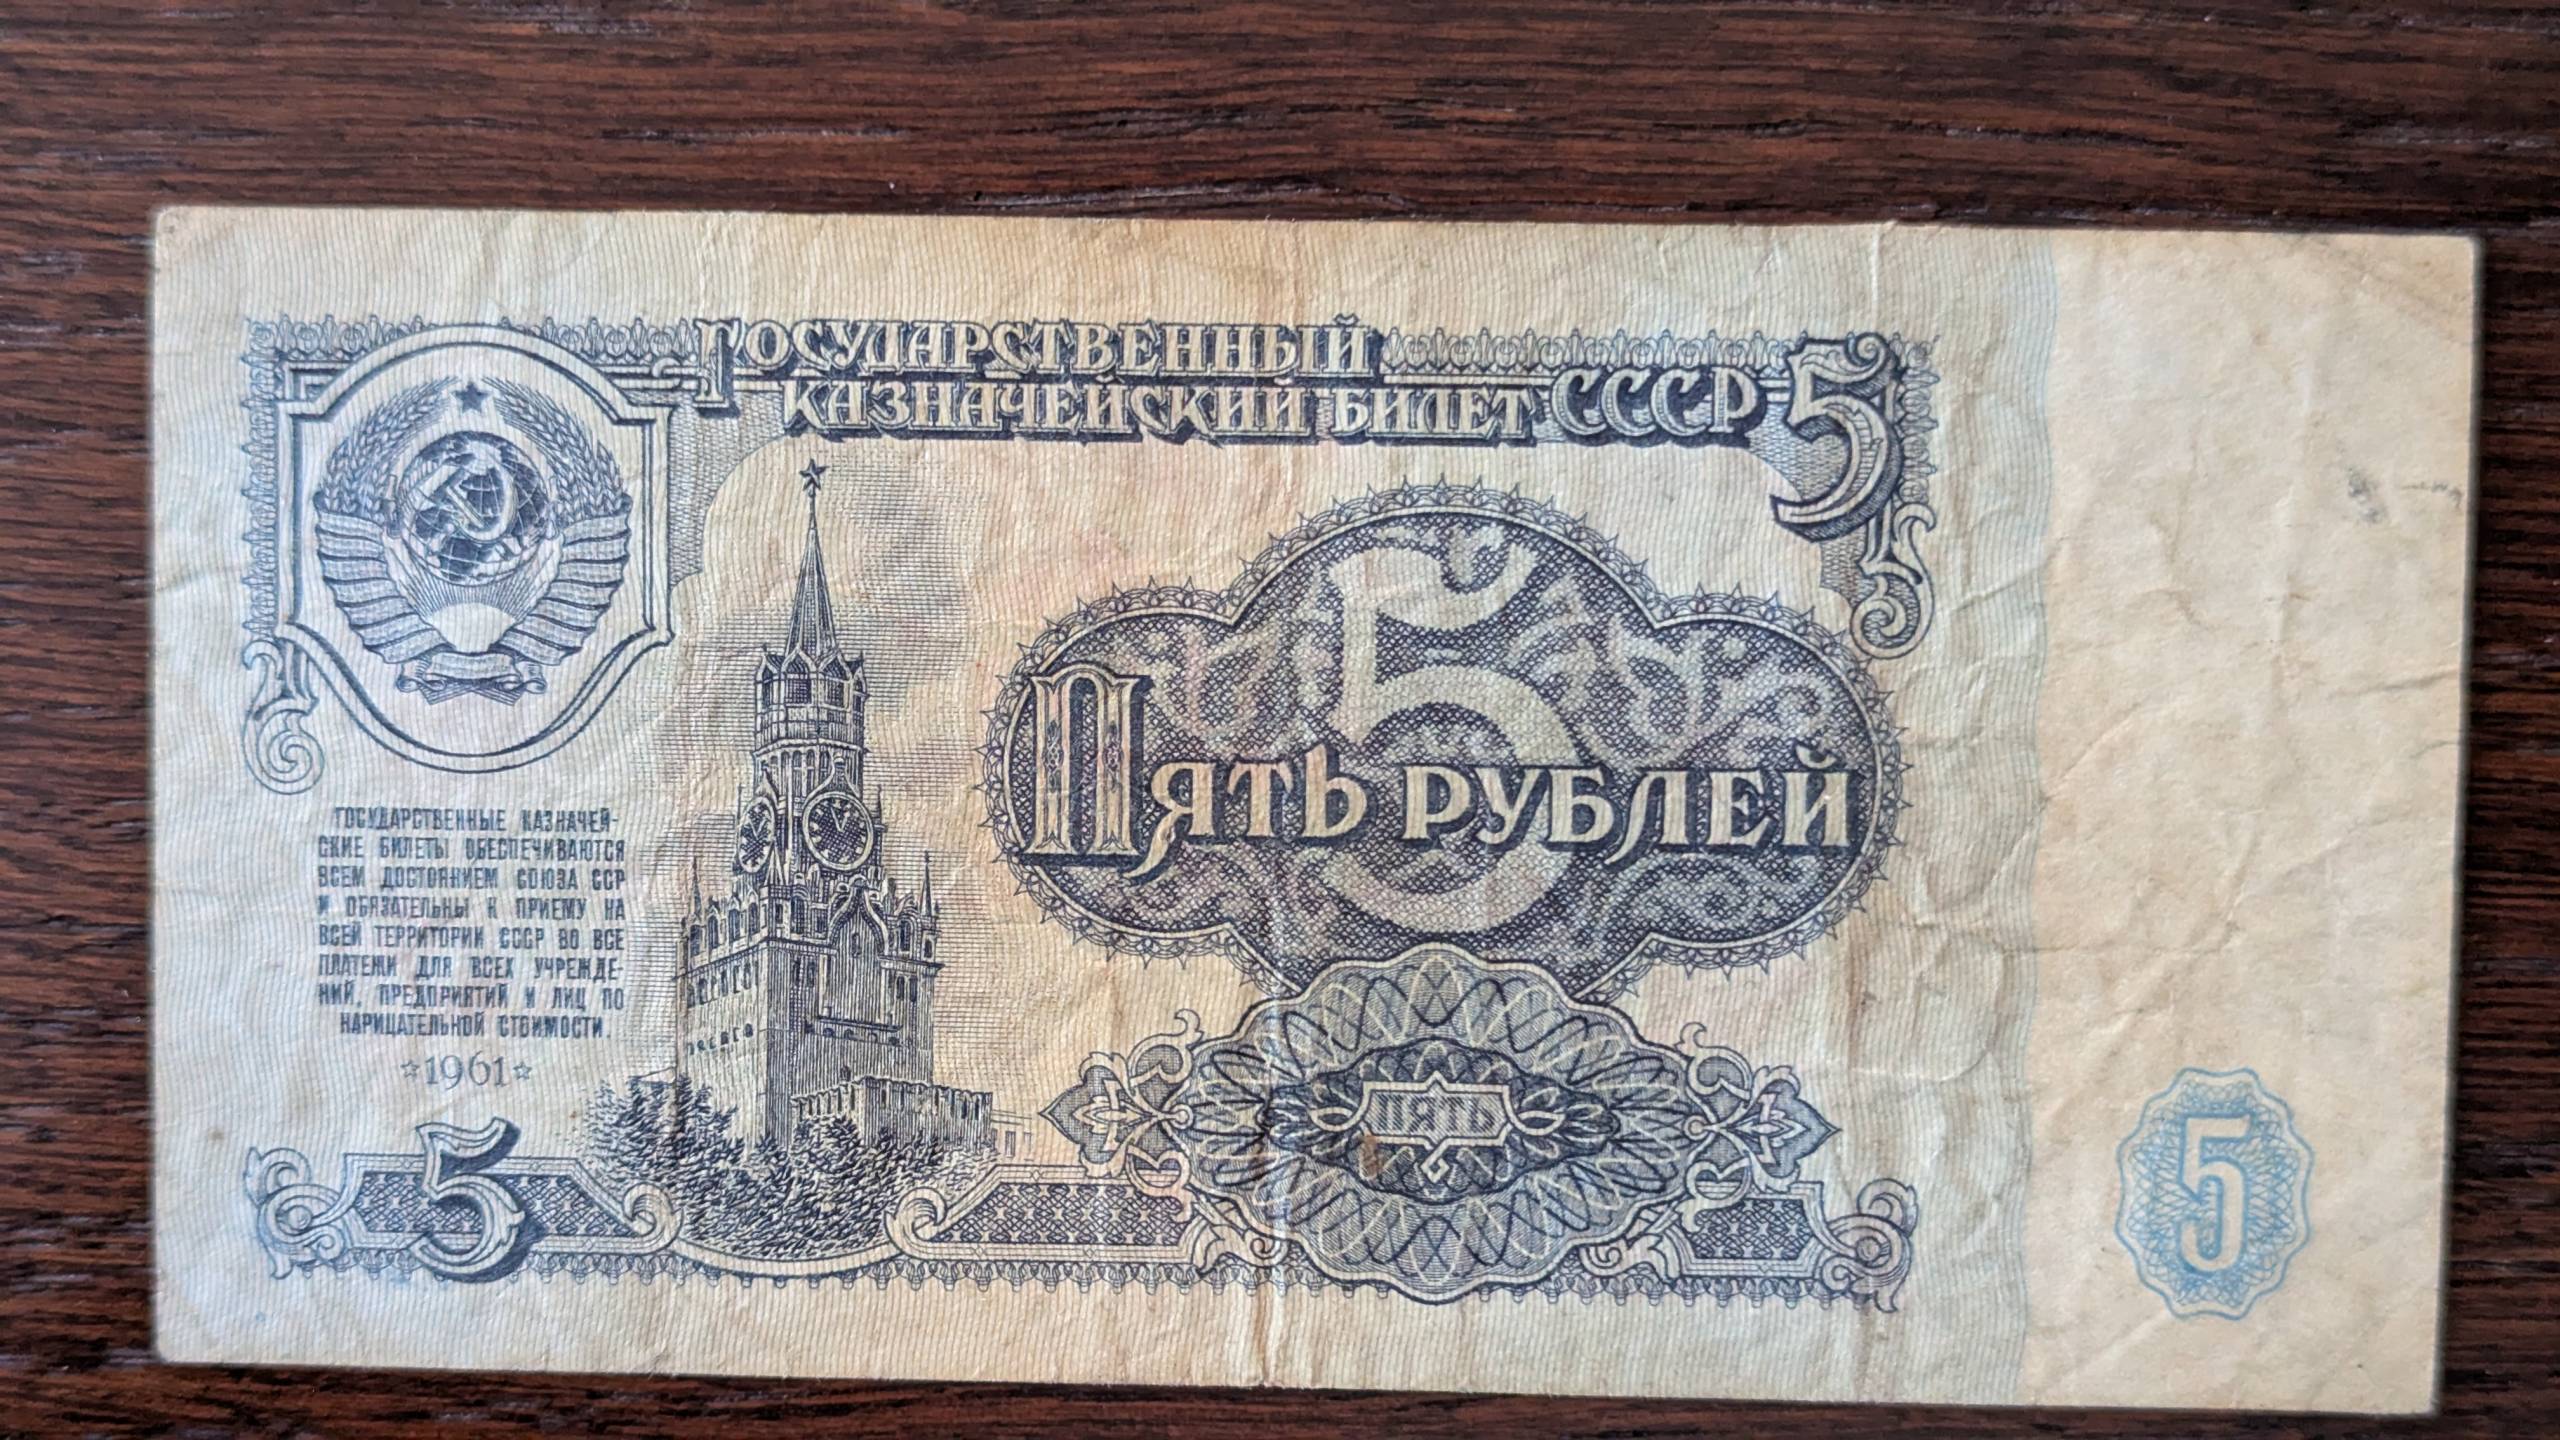 ГОСУДАРСТВЕННЫЙ
КАЗНАЧЕЙСКИЙ БИЛЕТ СССР 5
5
ПЯТЬ РУБЛЕЙ
ГОСУДАРСТВЕННЫЕ КАЗНАЧЕЙ-
СКИЕ БИЛЕТЫ ОБЕСПЕЧИВАЮТСЯ
ВСЕМ ДОСТОЯНИЕМ СОЮЗА ССР
И ОБЯЗАТЕЛЬНЫ К ПРИЕМУ НА
ВСЕЙ ТЕРРИТОРИИ СССР ВО ВСЕ
ПЛАТЕЖИ ДЛЯ ВСЕХ УЧРЕЖДЕ-
НИЙ, ПРЕДПРИЯТИЙ И ЛИЦ ПО
НАРИЦАТЕЛЬНОЙ СТОИМОСТИ.
☆1961☆
5
ПЯТЬ
5